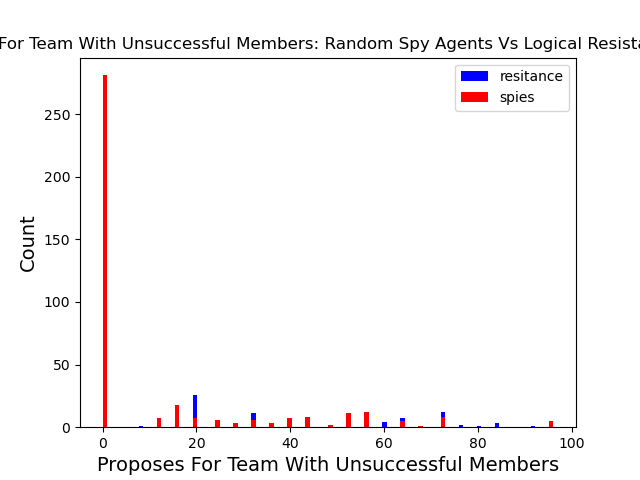 For Team With Unsuccessful Members: Random Spy Agents Vs Logical
resitance
spies
250
200
150
100
50
0
Count
0 20 40 60 80 100
Proposes For Team With Unsuccessful Members